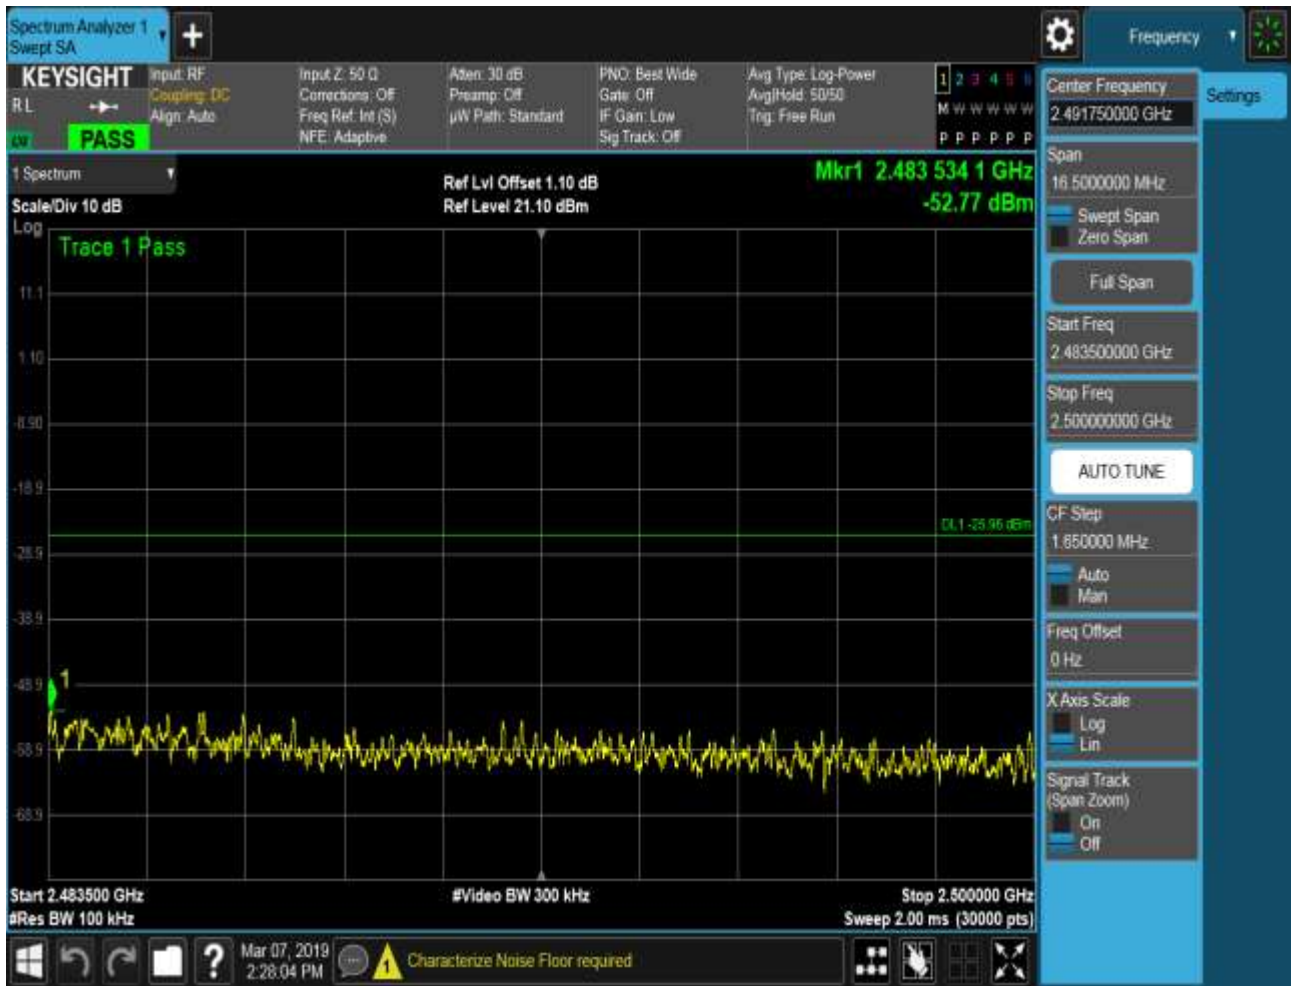 Spectrum Analyzer 1
Swept SA
Frequency
KEYSIGHT
R L
PASS
Input: RF
Coupling: DC
Align: Auto
Input Z: 50 Ω
Corrections: Off
Freq Ref: Int (S)
NFE: Adaptive
Atten: 30 dB
Preamp: Off
µW Path: Standard
PNO: Best Wide
Gate: Off
IF Gain: Low
Sig Track: Off
Avg Type: Log-Power
Avg|Hold: 50/50
Trig: Free Run
1 2 3 4 5 6
M W W W W W
P P P P P P
1 Spectrum
Scale/Div 10 dB
Ref Lvl Offset 1.10 dB
Ref Level 21.10 dBm
Mkr1 2.483 534 1 GHz
-52.77 dBm
Log
Trace 1 Pass
11.1
1.10
-8.90
-18.9
DL1 -25.96 dBm
-28.9
-38.9
-48.9
1
-58.9
-68.9
Start 2.483500 GHz
#Video BW 300 kHz
Stop 2.500000 GHz
#Res BW 100 kHz
Sweep 2.00 ms (30000 pts)
Center Frequency
2.491750000 GHz
Settings
Span
16.5000000 MHz
Swept Span
Zero Span
Full Span
Start Freq
2.483500000 GHz
Stop Freq
2.500000000 GHz
AUTO TUNE
CF Step
1.650000 MHz
Auto
Man
Freq Offset
0 Hz
X Axis Scale
Log
Lin
Signal Track
(Span Zoom)
On
Off
?
Mar 07, 2019
2:28:04 PM
1
Characterize Noise Floor required